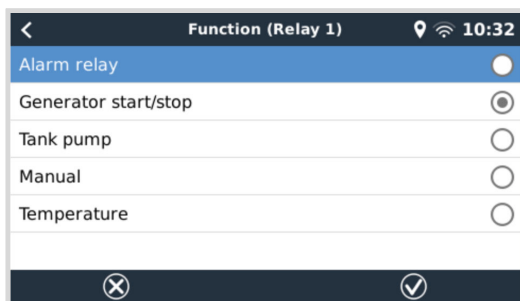 Function (Relay 1) 10:32
Alarm relay
Generator start/stop
Tank pump
Manual
Temperature